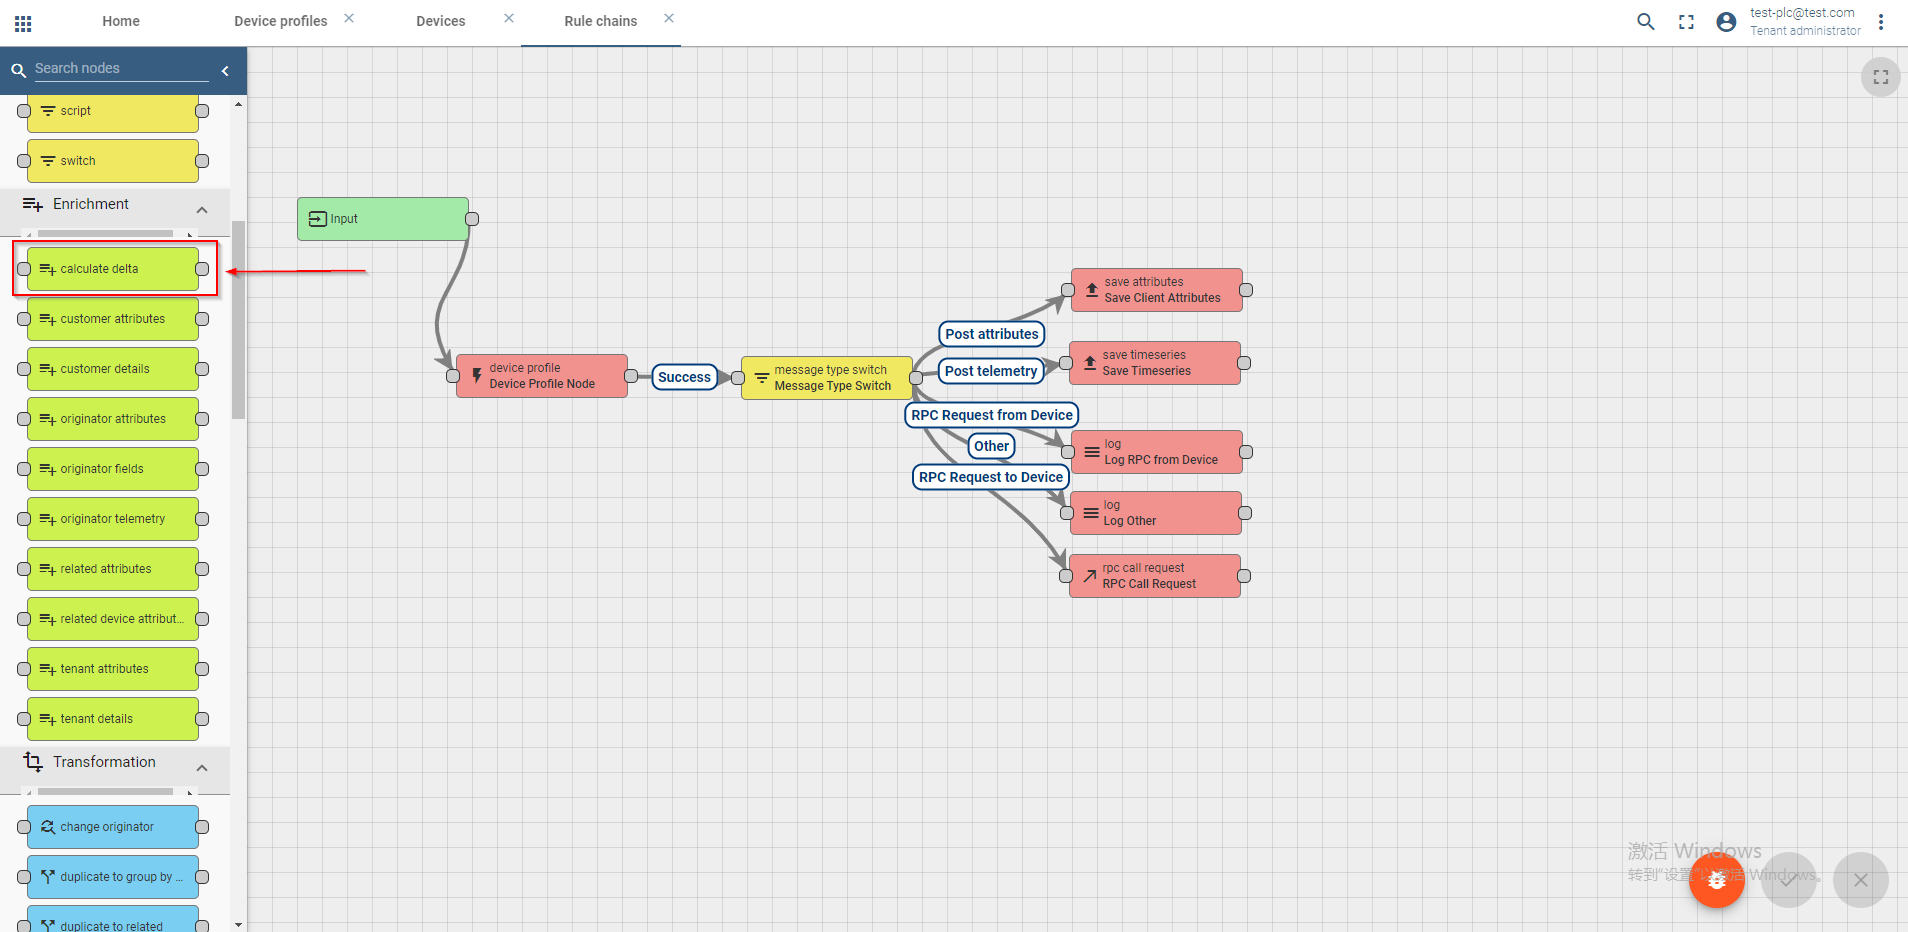 Home
Device profiles
Devices
Rule chains
test-plc@test.com
Tenant administrator
Search nodes
script
switch
Enrichment
calculate delta
customer attributes
customer details
originator attributes
originator fields
originator telemetry
related attributes
related device attribut...
tenant attributes
tenant details
Transformation
change originator
duplicate to group by ...
duplicate to related
Input
device profile
Device Profile Node
Success
message type switch
Message Type Switch
Post attributes
Post telemetry
RPC Request from Device
Other
RPC Request to Device
save attributes
Save Client Attributes
save timeseries
Save Timeseries
log
Log RPC from Device
log
Log Other
rpc call request
RPC Call Request
激活 Windows
转到"设置"以激活 Windows。